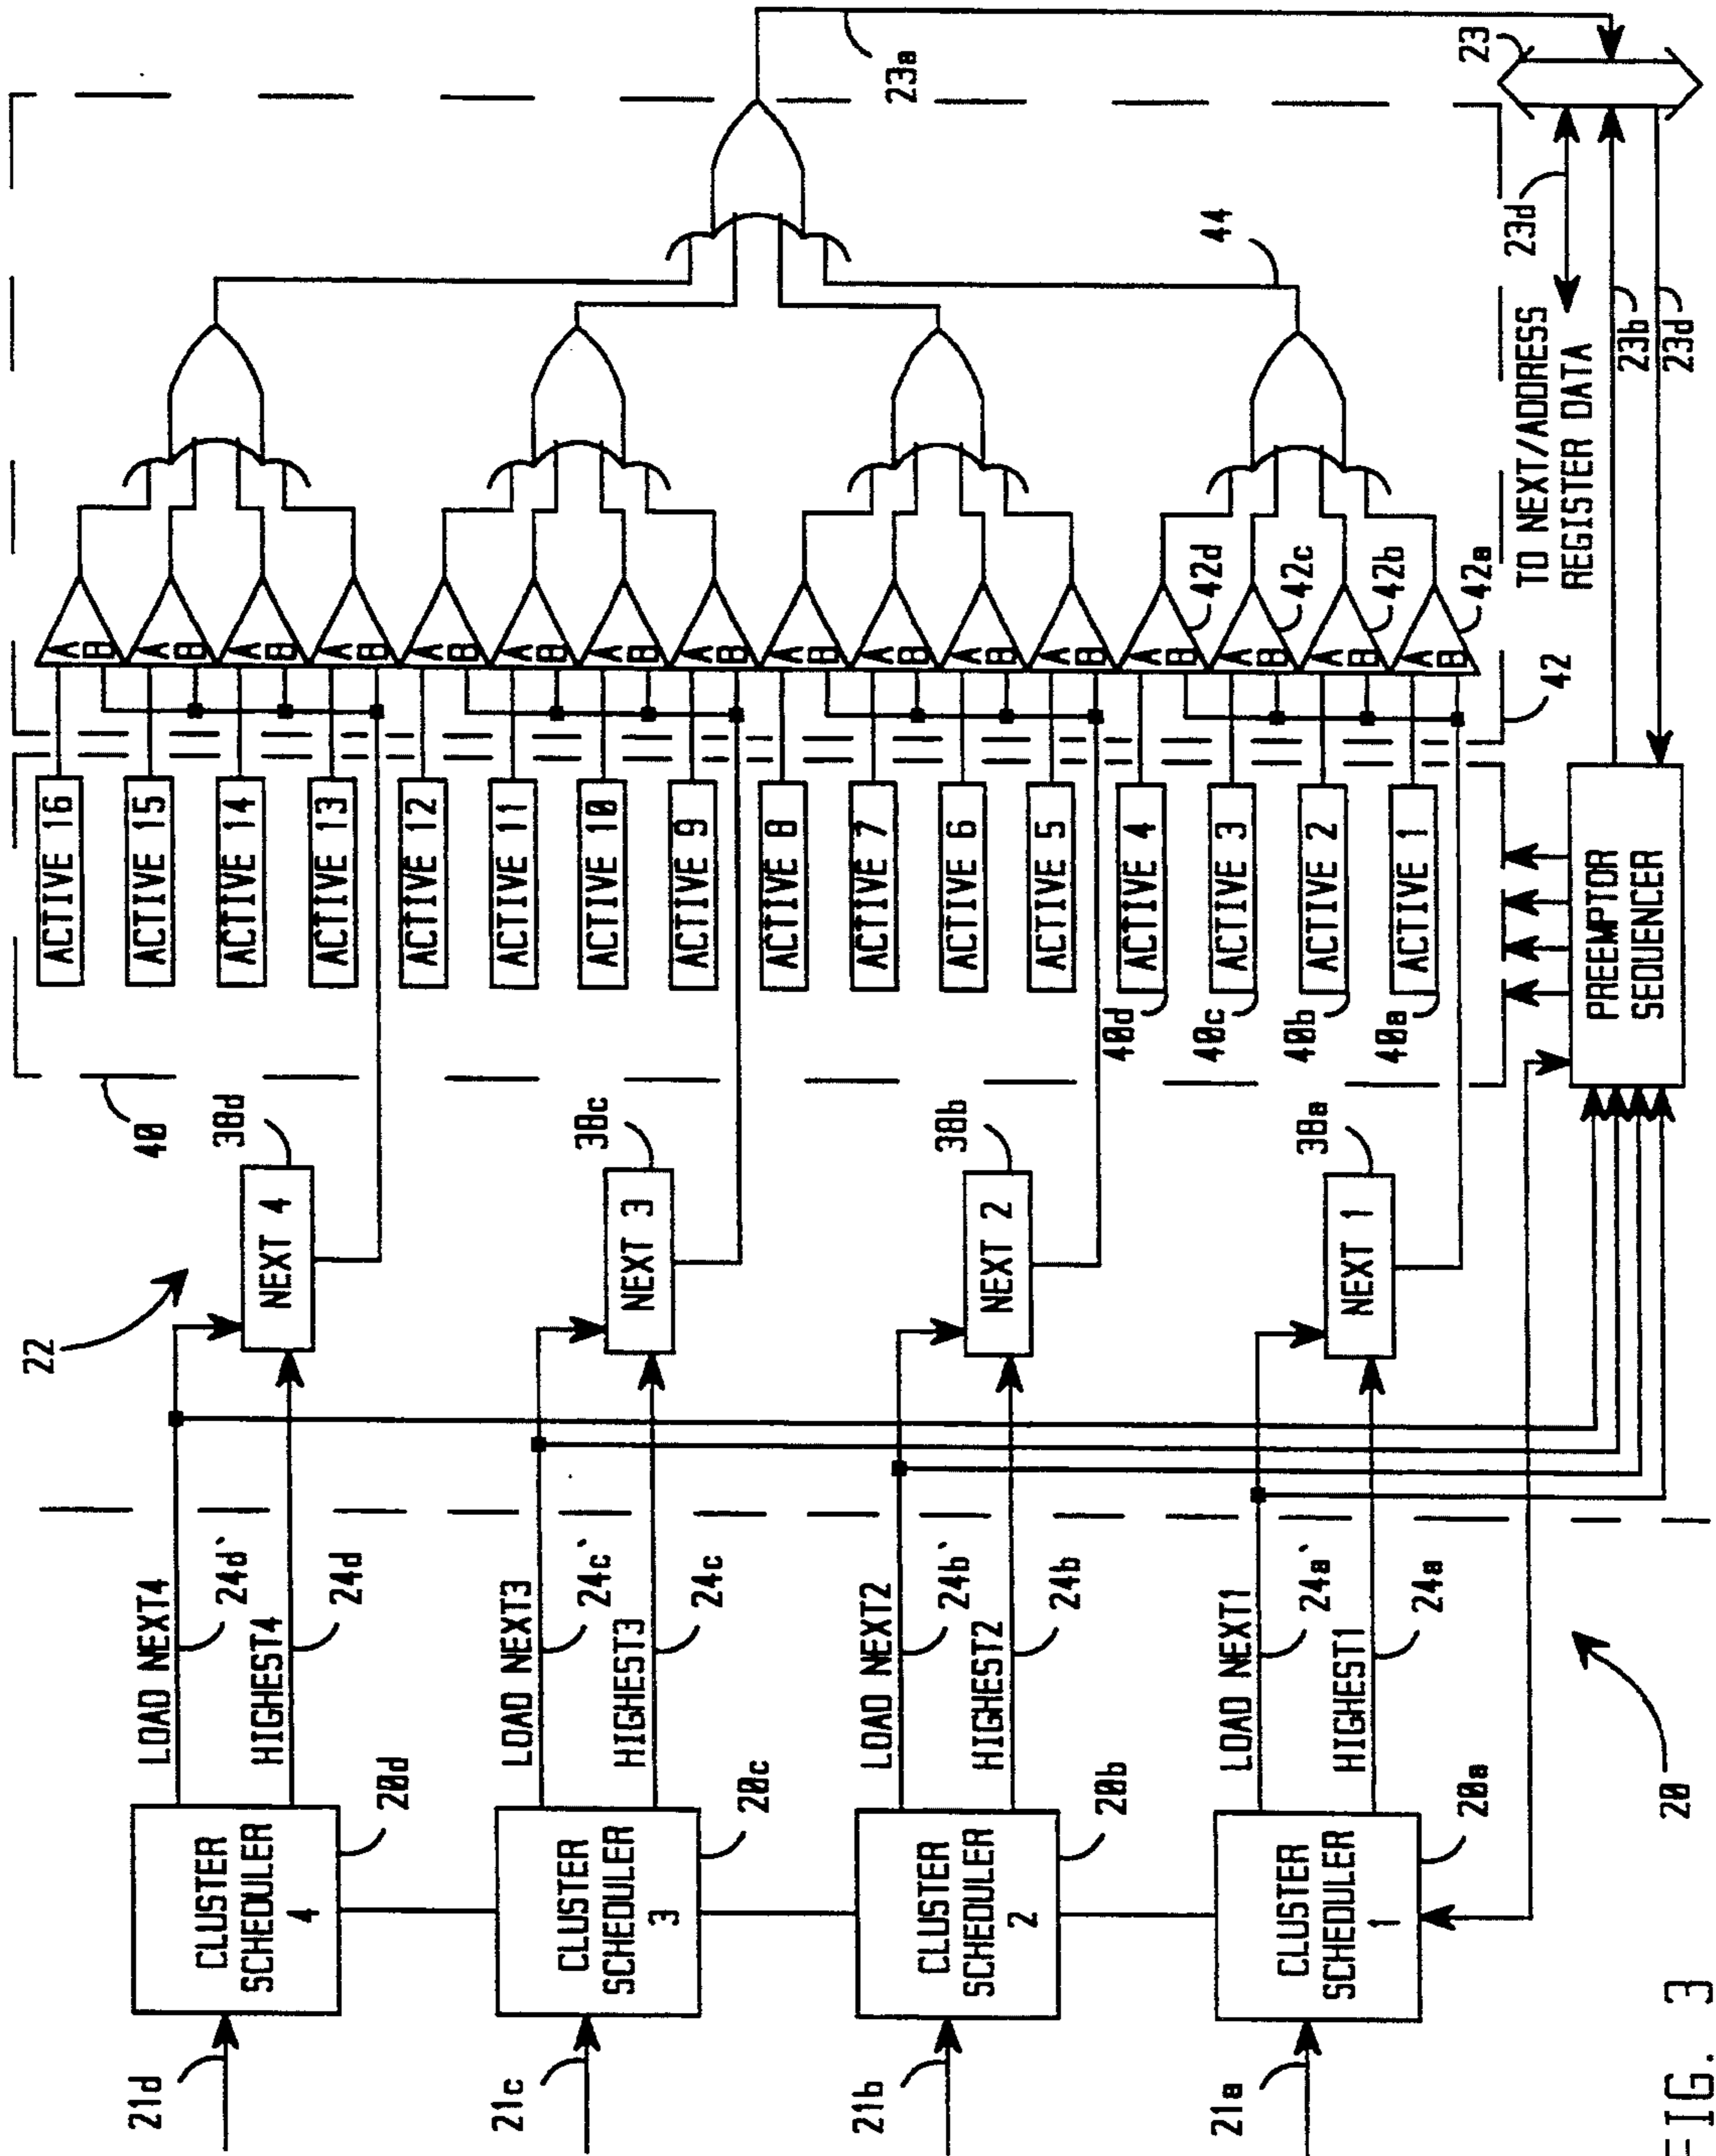 22
40
42
21d
CLUSTER
SCHEDULER
4
20d
LOAD NEXT4
24d`
HIGHEST4
24d
NEXT 4
38d
ACTIVE 16
ACTIVE 15
ACTIVE 14
ACTIVE 13
A
B
A
B
A
B
A
B
21c
CLUSTER
SCHEDULER
3
20c
LOAD NEXT3
24c`
HIGHEST3
24c
NEXT 3
38c
ACTIVE 12
ACTIVE 11
ACTIVE 10
ACTIVE 9
A
B
A
B
A
B
A
B
21b
CLUSTER
SCHEDULER
2
20b
LOAD NEXT2
24b`
HIGHEST2
24b
NEXT 2
38b
ACTIVE 8
ACTIVE 7
ACTIVE 6
ACTIVE 5
A
B
A
B
A
B
A
B
21a
CLUSTER
SCHEDULER
1
20a
LOAD NEXT1
24a`
HIGHEST1
24a
NEXT 1
38a
40d
ACTIVE 4
40c
ACTIVE 3
40b
ACTIVE 2
40a
ACTIVE 1
A
B
A
B
A
B
A
B
42d
42c
42b
42a
44
23a
23
23d
TO NEXT/ADDRESS
REGISTER DATA
23b
23d
PREEMPTOR
SEQUENCER
20
FIG. 3